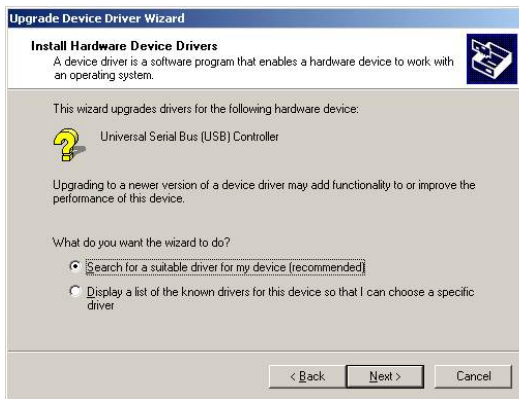 Upgrade Device Driver Wizard
Install Hardware Device Drivers
A device driver is a software program that enables a hardware device to work with
an operating system.
This wizard upgrades drivers for the following hardware device:
Universal Serial Bus (USB) Controller
Upgrading to a newer version of a device driver may add functionality to or improve the
performance of this device.
What do you want the wizard to do?
Search for a suitable driver for my device (recommended)
Display a list of the known drivers for this device so that I can choose a specific
driver
< Back Next > Cancel